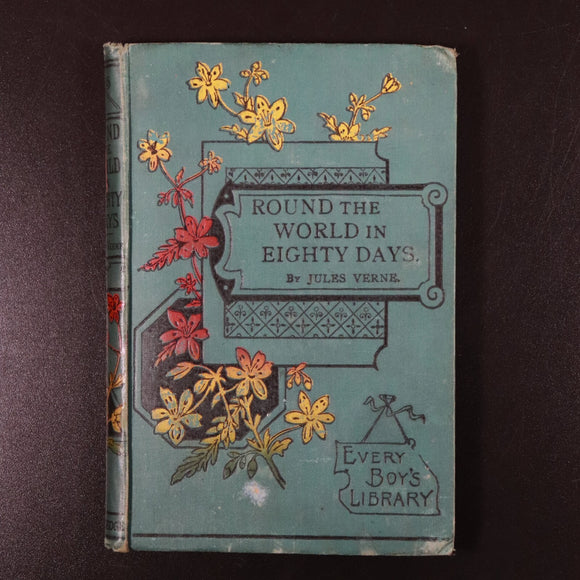 ROUND THE
WORLD IN
EIGHTY DAYS.
BY JULES VERNE.
EVERY
BOY'S
LIBRARY